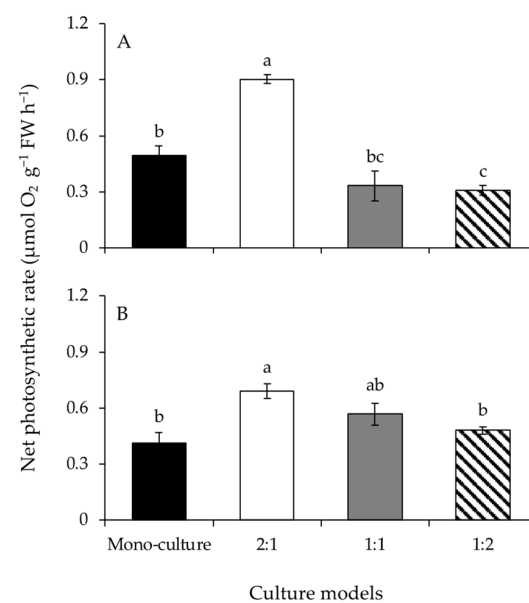 Net photosynthetic rate (µmol O₂ g⁻¹ FW h⁻¹)
A
1.2
0.9
0.6
0.3
0
b
a
bc
c
B
1.2
0.9
0.6
0.3
0
b
a
ab
b
Mono-culture 2:1 1:1 1:2
Culture models